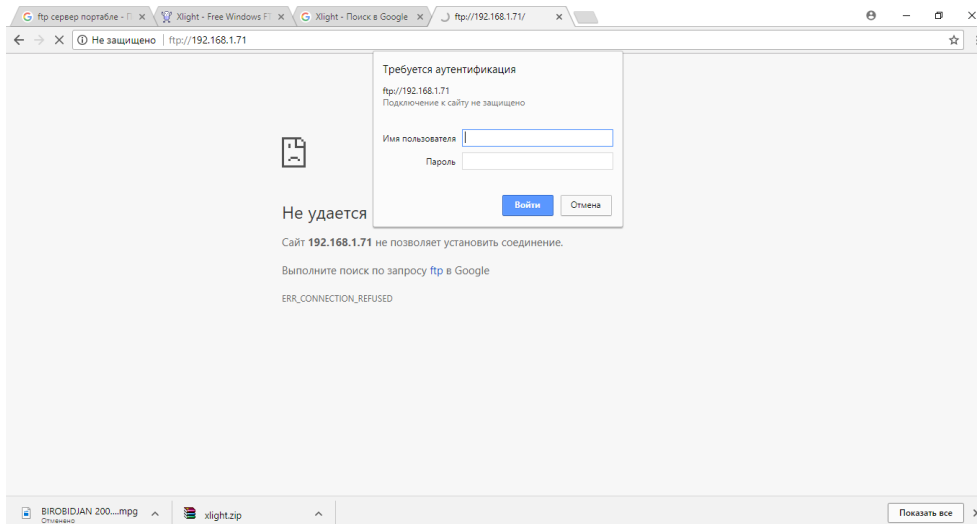 ftp сервер портабле - П
Xlight - Free Windows F
Xlight - Поиск в Google
ftp://192.168.1.71/
Не защищено
ftp://192.168.1.71
Требуется аутентификация
ftp://192.168.1.71
Подключение к сайту не защищено
Имя пользователя
Пароль
Войти
Отмена
Не удается
Сайт 192.168.1.71 не позволяет установить соединение.
Выполните поиск по запросу ftp в Google
ERR_CONNECTION_REFUSED
BIROBIDJAN 200....mpg
Отменено
xlight.zip
Показать все